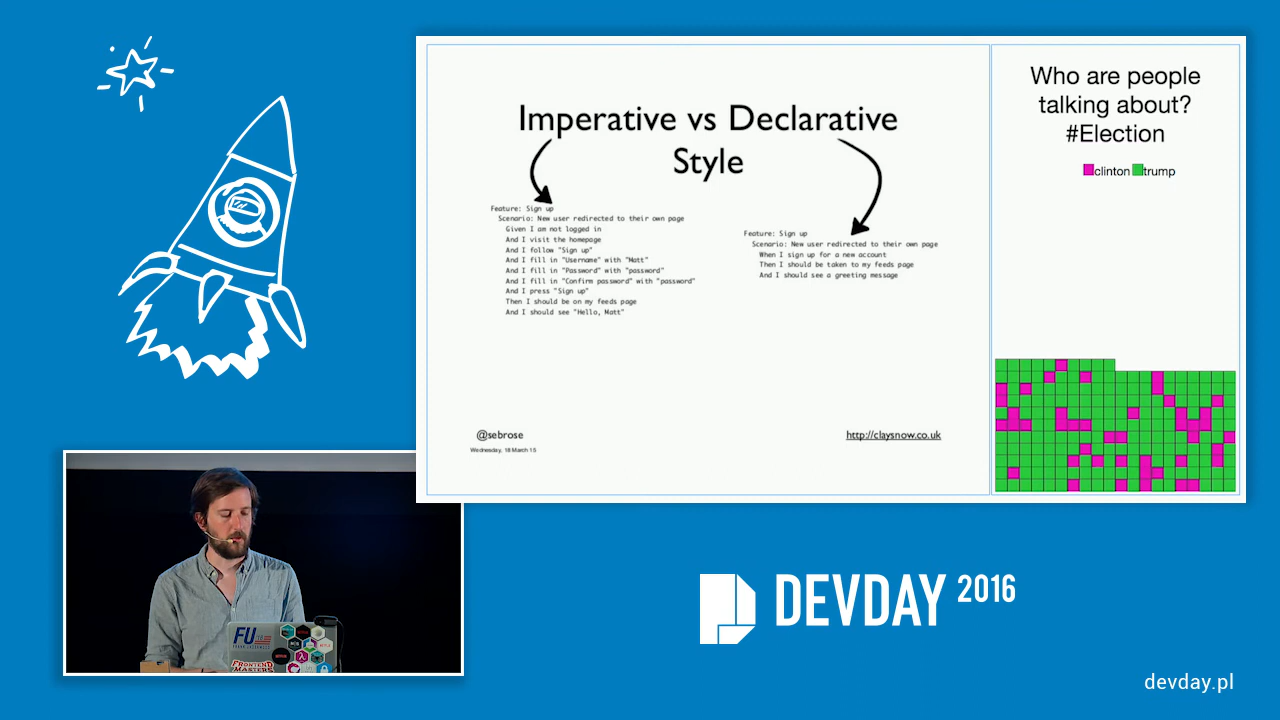 Imperative vs Declarative
Style
Feature: Sign up
Scenario: New user redirected to their own page
Given I am not logged in
And I visit the homepage
And I follow "Sign up"
And I fill in "Username" with "Matt"
And I fill in "Password" with "password"
And I fill in "Confirm password" with "password"
And I press "Sign up"
Then I should be on my feeds page
And I should see "Hello, Matt"
Feature: Sign up
Scenario: New user redirected to their own page
When I sign up for a new account
Then I should be taken to my feeds page
And I should see a greeting message
@sebrose
Wednesday, 18 March 15
http://claysnow.co.uk
Who are people
talking about?
#Election
clinton trump
FU
FRONTEND
MASTERS
DEVDAY 2016
devday.pl